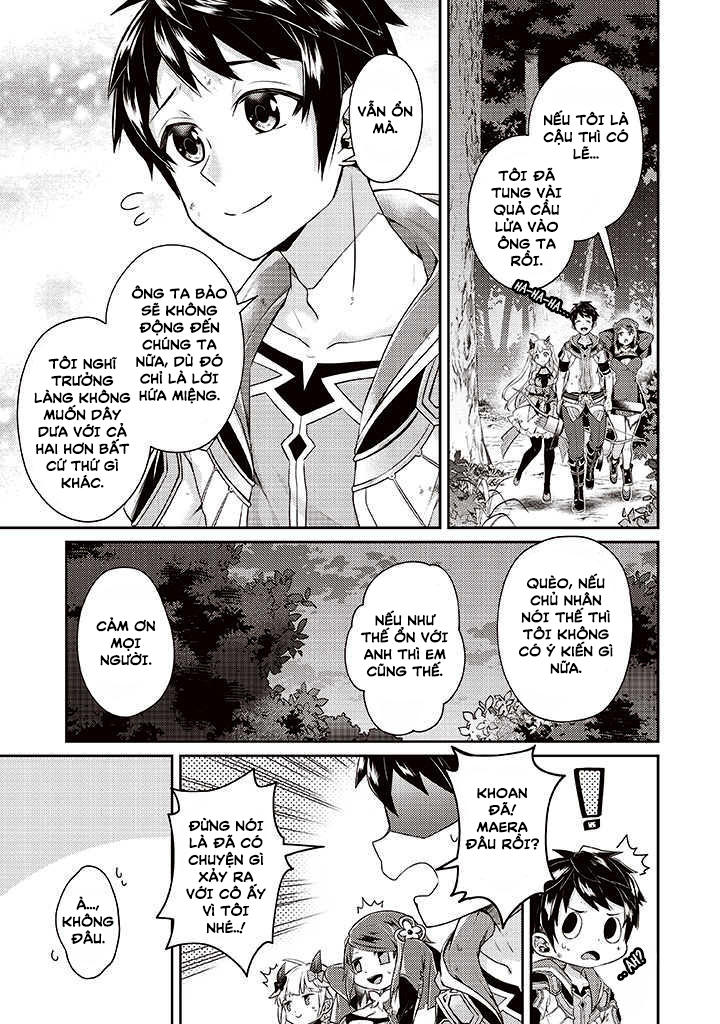 NẾU TÔI LÀ
CẬU THÌ CÓ
LẼ...
TÔI ĐÃ
TUNG VÀI
QUẢ CẦU
LỬA VÀO
ÔNG TA
RỒI.
HA-HA-HA...
VẪN ỔN
MÀ.
ÔNG TA BẢO
SẼ KHÔNG
ĐỘNG ĐẾN
CHÚNG TA
NỮA, DÙ ĐÓ
CHỈ LÀ LỜI
HỨA MIỆNG.
TÔI NGHĨ
TRƯỞNG
LÀNG KHÔNG
MUỐN DÂY
DƯA VỚI CẢ
HAI HƠN BẤT
CỨ THỨ GÌ
KHÁC.
QUÈO, NẾU
CHỦ NHÂN
NÓI THẾ THÌ
TÔI KHÔNG
CÓ Ý KIẾN GÌ
NỮA.
NẾU NHƯ
THẾ ỔN VỚI
ANH THÌ EM
CŨNG THẾ.
CẢM ƠN
MỌI
NGƯỜI.
!
..AH?
KHOAN
ĐÃ!
MAERA
ĐÂU RỒI?
ĐỪNG NÓI
LÀ ĐÃ CÓ
CHUYỆN GÌ
XẢY RA
VỚI CÔ ẤY
VÌ TÔI
NHÉ..!
À...,
KHÔNG
ĐÂU.